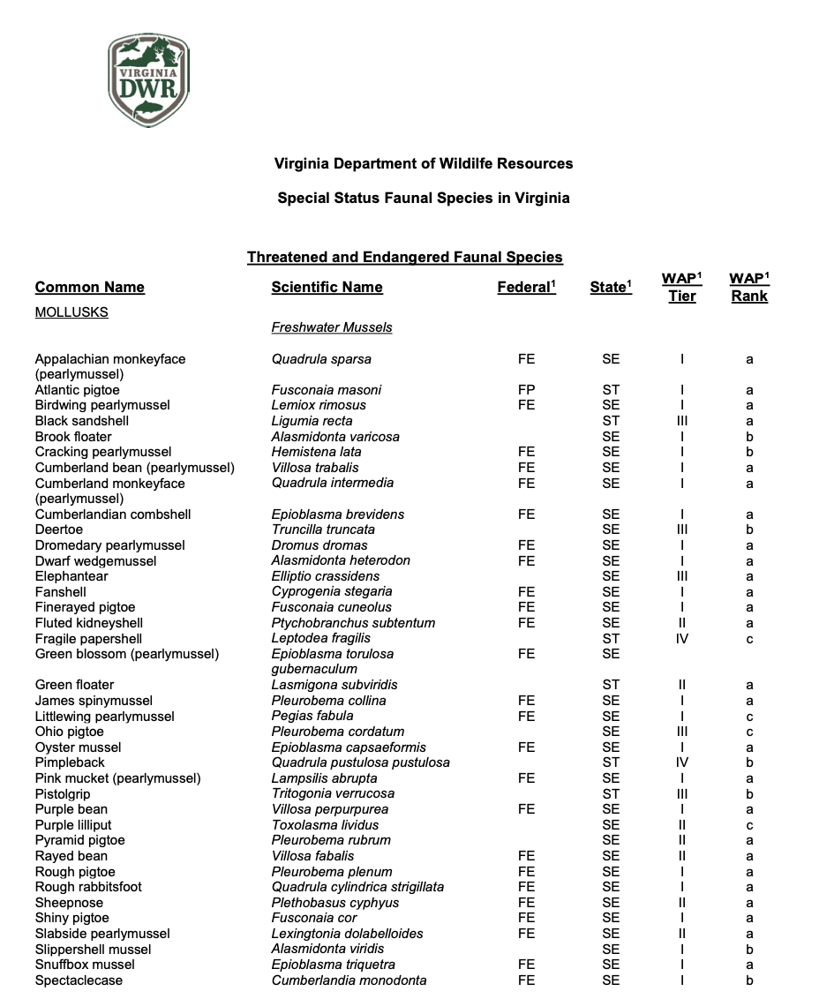 VIRGINIA
DWR
Virginia Department of Wildilfe Resources
Special Status Faunal Species in Virginia
Threatened and Endangered Faunal Species
Common Name Scientific Name Federal¹ State¹ WAP¹ Tier WAP¹ Rank
MOLLUSKS
Freshwater Mussels
Appalachian monkeyface Quadrula sparsa FE SE I a
(pearlymussel)
Atlantic pigtoe Fusconaia masoni FP ST I a
Birdwing pearlymussel Lemiox rimosus FE SE I a
Black sandshell Ligumia recta ST III a
Brook floater Alasmidonta varicosa SE I b
Cracking pearlymussel Hemistena lata FE SE I b
Cumberland bean (pearlymussel) Villosa trabalis FE SE I a
Cumberland monkeyface Quadrula intermedia FE SE I a
(pearlymussel)
Cumberlandian combshell Epioblasma brevidens FE SE I a
Deertoe Truncilla truncata SE III b
Dromedary pearlymussel Dromus dromas FE SE I a
Dwarf wedgemussel Alasmidonta heterodon FE SE I a
Elephantear Elliptio crassidens SE III a
Fanshell Cyprogenia stegaria FE SE I a
Finerayed pigtoe Fusconaia cuneolus FE SE I a
Fluted kidneyshell Ptychobranchus subtentum FE SE II a
Fragile papershell Leptodea fragilis ST IV c
Green blossom (pearlymussel) Epioblasma torulosa FE SE
gubernaculum
Green floater Lasmigona subviridis ST II a
James spinymussel Pleurobema collina FE SE I a
Littlewing pearlymussel Pegias fabula FE SE I c
Ohio pigtoe Pleurobema cordatum SE III c
Oyster mussel Epioblasma capsaeformis FE SE I a
Pimpleback Quadrula pustulosa pustulosa ST IV b
Pink mucket (pearlymussel) Lampsilis abrupta FE SE I a
Pistolgrip Tritogonia verrucosa ST III b
Purple bean Villosa perpurpurea FE SE I a
Purple lilliput Toxolasma lividus SE II c
Pyramid pigtoe Pleurobema rubrum SE II a
Rayed bean Villosa fabalis FE SE II a
Rough pigtoe Pleurobema plenum FE SE I a
Rough rabbitsfoot Quadrula cylindrica strigillata FE SE I a
Sheepnose Plethobasus cyphyus FE SE II a
Shiny pigtoe Fusconaia cor FE SE I a
Slabside pearlymussel Lexingtonia dolabelloides FE SE II a
Slippershell mussel Alasmidonta viridis SE I b
Snuffbox mussel Epioblasma triquetra FE SE I a
Spectaclecase Cumberlandia monodonta FE SE I b